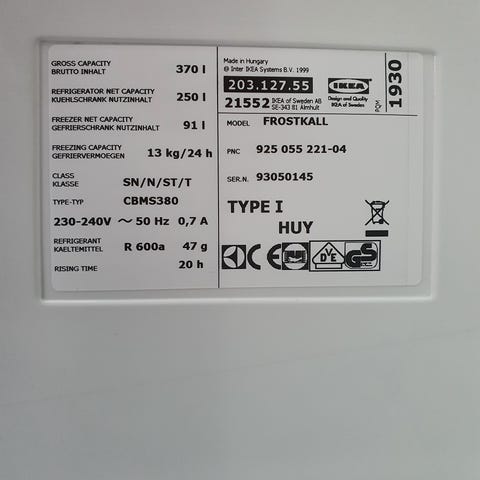 GROSS CAPACITY
BRUTTO INHALT 370 l
REFRIGERATOR NET CAPACITY
KUEHLSCHRANK NUTZINHALT 250 l
FREEZER NET CAPACITY
GEFRIERSCHRANK NUTZINHALT 91 l
FREEZING CAPACITY
GEFRIERVERMOEGEN 13 kg/24 h
CLASS
KLASSE SN/N/ST/T
TYPE-TYP CBMS380
230-240V ~ 50 Hz 0,7 A
REFRIGERANT
KAELTEMITTEL R 600a 47 g
RISING TIME 20 h
Made in Hungary
@ Inter IKEA Systems B.V. 1999
203.127.55
21552 IKEA of Sweden AB
SE-343 81 Älmhult
IKEA
Design and Quality
IKEA of Sweden
PQM
1930
MODEL FROSTKALL
PNC 925 055 221-04
SER.N. 93050145
TYPE I
HUY
CE
DVE
GS